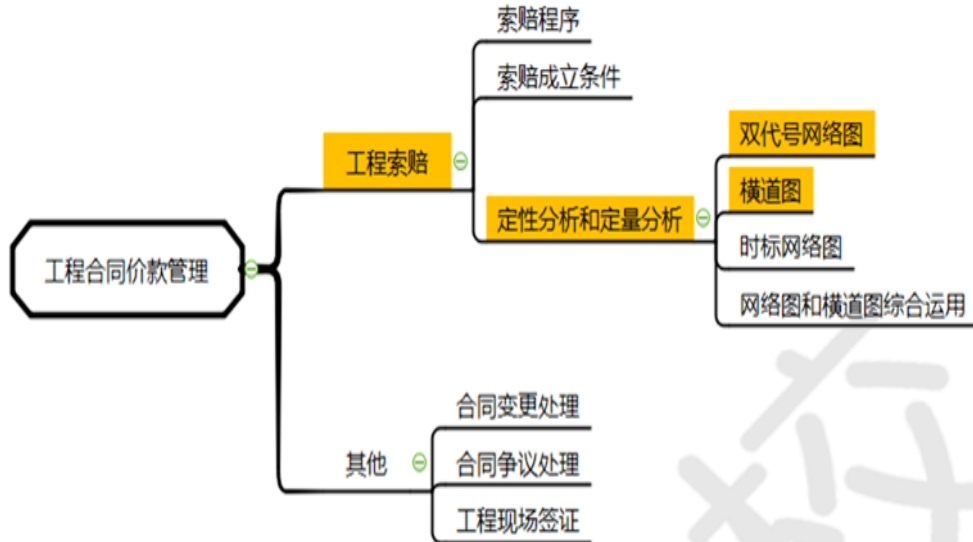 索赔程序
索赔成立条件
双代号网络图
工程索赔
横道图
定性分析和定量分析
时标网络图
工程合同价款管理
网络图和横道图综合运用
合同变更处理
其他
合同争议处理
工程现场签证